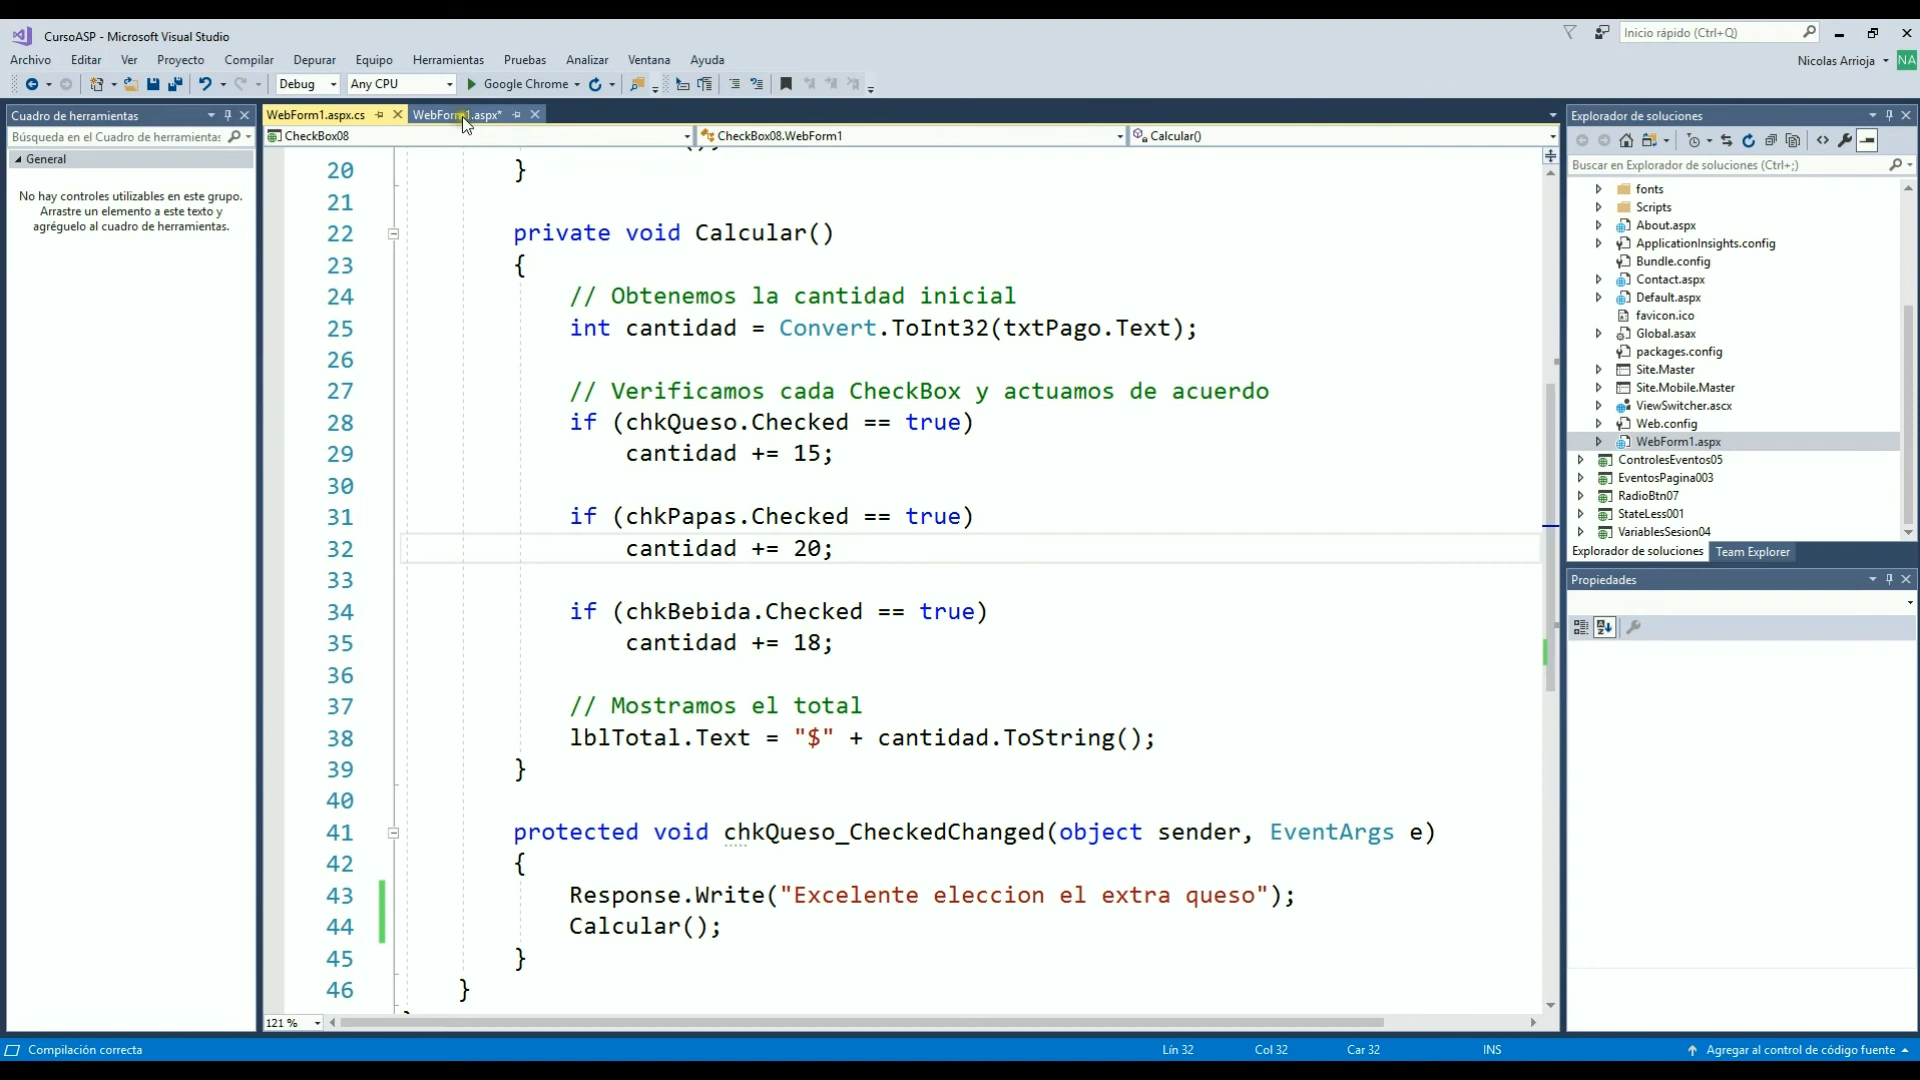 CursoASP - Microsoft Visual Studio
Inicio rápido (Ctrl+Q)
Archivo Editar Ver Proyecto Compilar Depurar Equipo Herramientas Ventana Pruebas Analizar Ayuda
Nicolas Arrioja NA
Debug Any CPU Google Chrome
Cuadro de herramientas
Búsqueda en el Cuadro de herramientas
General
No hay controles utilizables en este grupo.
Arrastre un elemento a este texto y
agréguelo al cuadro de herramientas.
WebForm1.aspx.cs WebForm1.aspx*
CheckBox08 CheckBox08.WebForm1 Calcular()
20 }
21
22 private void Calcular()
23 {
24 // Obtenemos la cantidad inicial
25 int cantidad = Convert.ToInt32(txtPago.Text);
26
27 // Verificamos cada CheckBox y actuamos de acuerdo
28 if (chkQueso.Checked == true)
29 cantidad += 15;
30
31 if (chkPapas.Checked == true)
32 cantidad += 20;
33
34 if (chkBebida.Checked == true)
35 cantidad += 18;
36
37 // Mostramos el total
38 lblTotal.Text = "$" + cantidad.ToString();
39 }
40
41 protected void chkQueso_CheckedChanged(object sender, EventArgs e)
42 {
43 Response.Write("Excelente eleccion el extra queso");
44 Calcular();
45 }
46 }
121 %
Explorador de soluciones
Buscar en Explorador de soluciones (Ctrl+;)
fonts
Scripts
About.aspx
ApplicationInsights.config
Bundle.config
Contact.aspx
Default.aspx
favicon.ico
Global.asax
packages.config
Site.Master
Site.Mobile.Master
ViewSwitcher.ascx
Web.config
WebForm1.aspx
ControlesEventos05
EventosPagina003
RadioBtn07
StateLess001
VariablesSesion04
Explorador de soluciones Team Explorer
Propiedades
Compilación correcta Lín 32 Col 32 Car 32 INS Agregar al control de código fuente